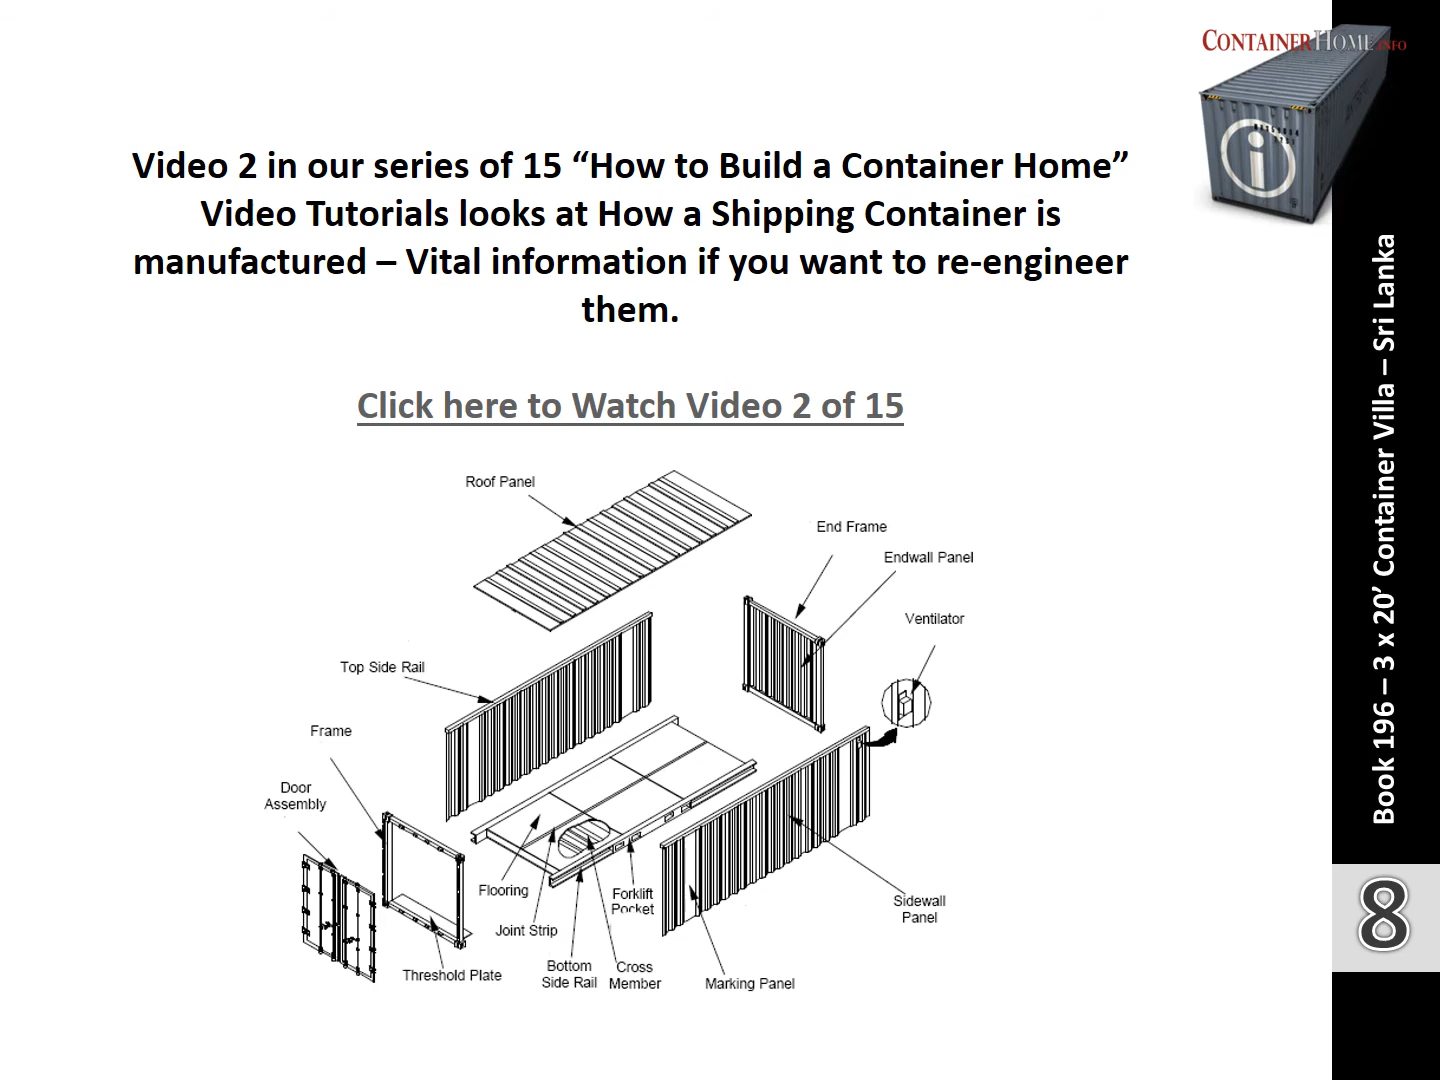 CONTAINERHOME.INFO
Video 2 in our series of 15 “How to Build a Container Home”
Video Tutorials looks at How a Shipping Container is
manufactured – Vital information if you want to re-engineer
them.
Click here to Watch Video 2 of 15
Roof Panel
End Frame
Endwall Panel
Ventilator
Top Side Rail
Frame
Door
Assembly
Flooring
Forklift
Pocket
Joint Strip
Sidewall
Panel
Threshold Plate
Bottom
Side Rail
Cross
Member
Marking Panel
Book 196 – 3 x 20’ Container Villa – Sri Lanka
8